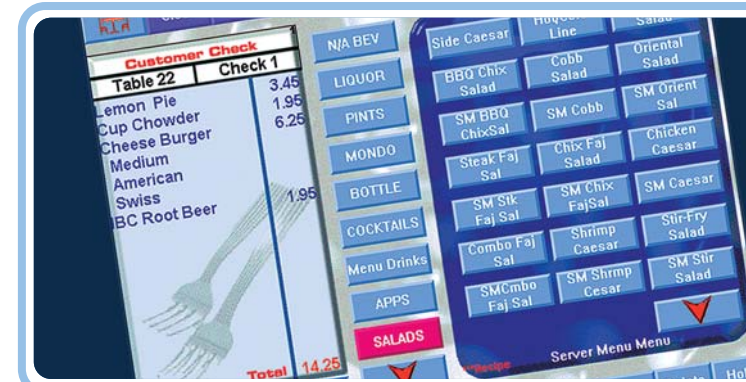 Customer Check
Table 22 Check 1
Lemon Pie 3.45
Cup Chowder 1.95
Cheese Burger 6.25
Medium
American
Swiss
IBC Root Beer 1.95
Total 14.25
N/A BEV
LIQUOR
PINTS
MONDO
BOTTLE
COCKTAILS
Menu Drinks
APPS
SALADS
Side Caesar
Line
Salad
BBQ Chix
Salad
Cobb
Salad
Oriental
Salad
SM BBQ
ChixSal
SM Cobb
SM Orient
Sal
Steak Faj
Sal
Chix Faj
Salad
Chicken
Caesar
SM Stk
Faj Sal
SM Chix
FajSal
SM Caesar
Combo Faj
Sal
Shrimp
Caesar
Stir-Fry
Salad
SMCmbo
Faj Sal
SM Shrmp
Cesar
SM Stir
Salad
**Recipe
Server Menu Menu